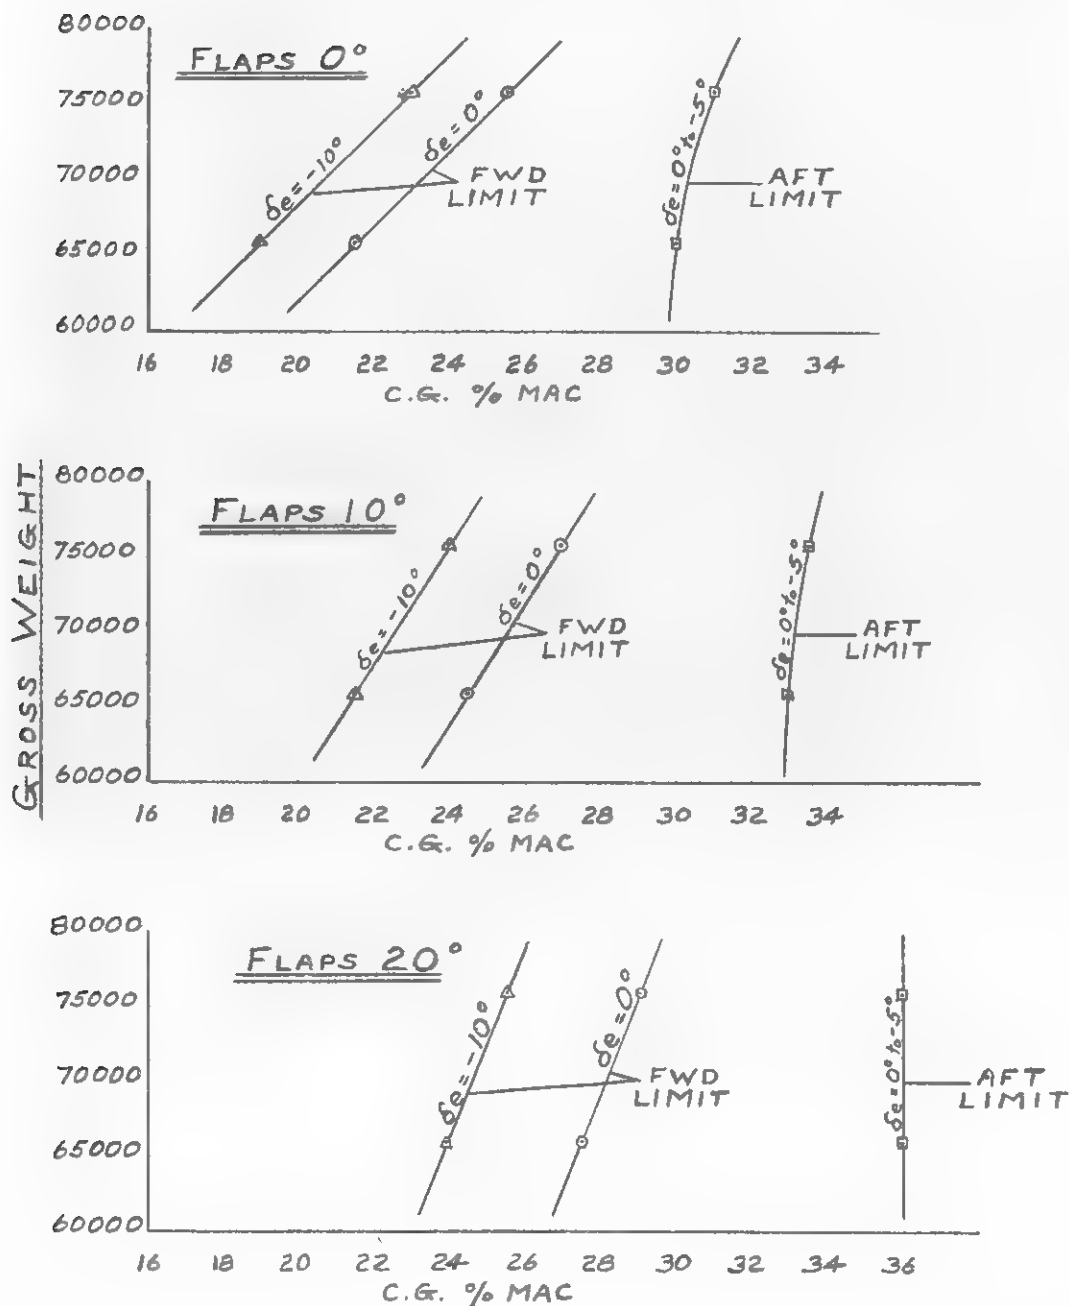 80000
FLAPS 0°
75000
70000
65000
60000
δe = -10°
δe = 0°
FWD
LIMIT
δe = 0° to -5°
AFT
LIMIT
16 18 20 22 24 26 28 30 32 34
C.G. % MAC
GROSS WEIGHT
80000
FLAPS 10°
75000
70000
65000
60000
δe = -10°
δe = 0°
FWD
LIMIT
δe = 0° to -5°
AFT
LIMIT
16 18 20 22 24 26 28 30 32 34
C.G. % MAC
80000
FLAPS 20°
75000
70000
65000
60000
δe = -10°
δe = 0°
FWD
LIMIT
δe = 0° to -5°
AFT
LIMIT
16 18 20 22 24 26 28 30 32 34 36
C.G. % MAC